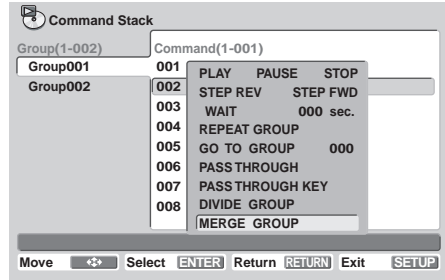 Command Stack
Group(1-002) Command(1-001)
Group001 001
PLAY PAUSE STOP
Group002 002
STEP REV STEP FWD
003 WAIT 000 sec.
004 REPEAT GROUP
005 GO TO GROUP 000
006 PASS THROUGH
007 PASS THROUGH KEY
008 DIVIDE GROUP
MERGE GROUP
Move Select ENTER Return RETURN Exit SETUP